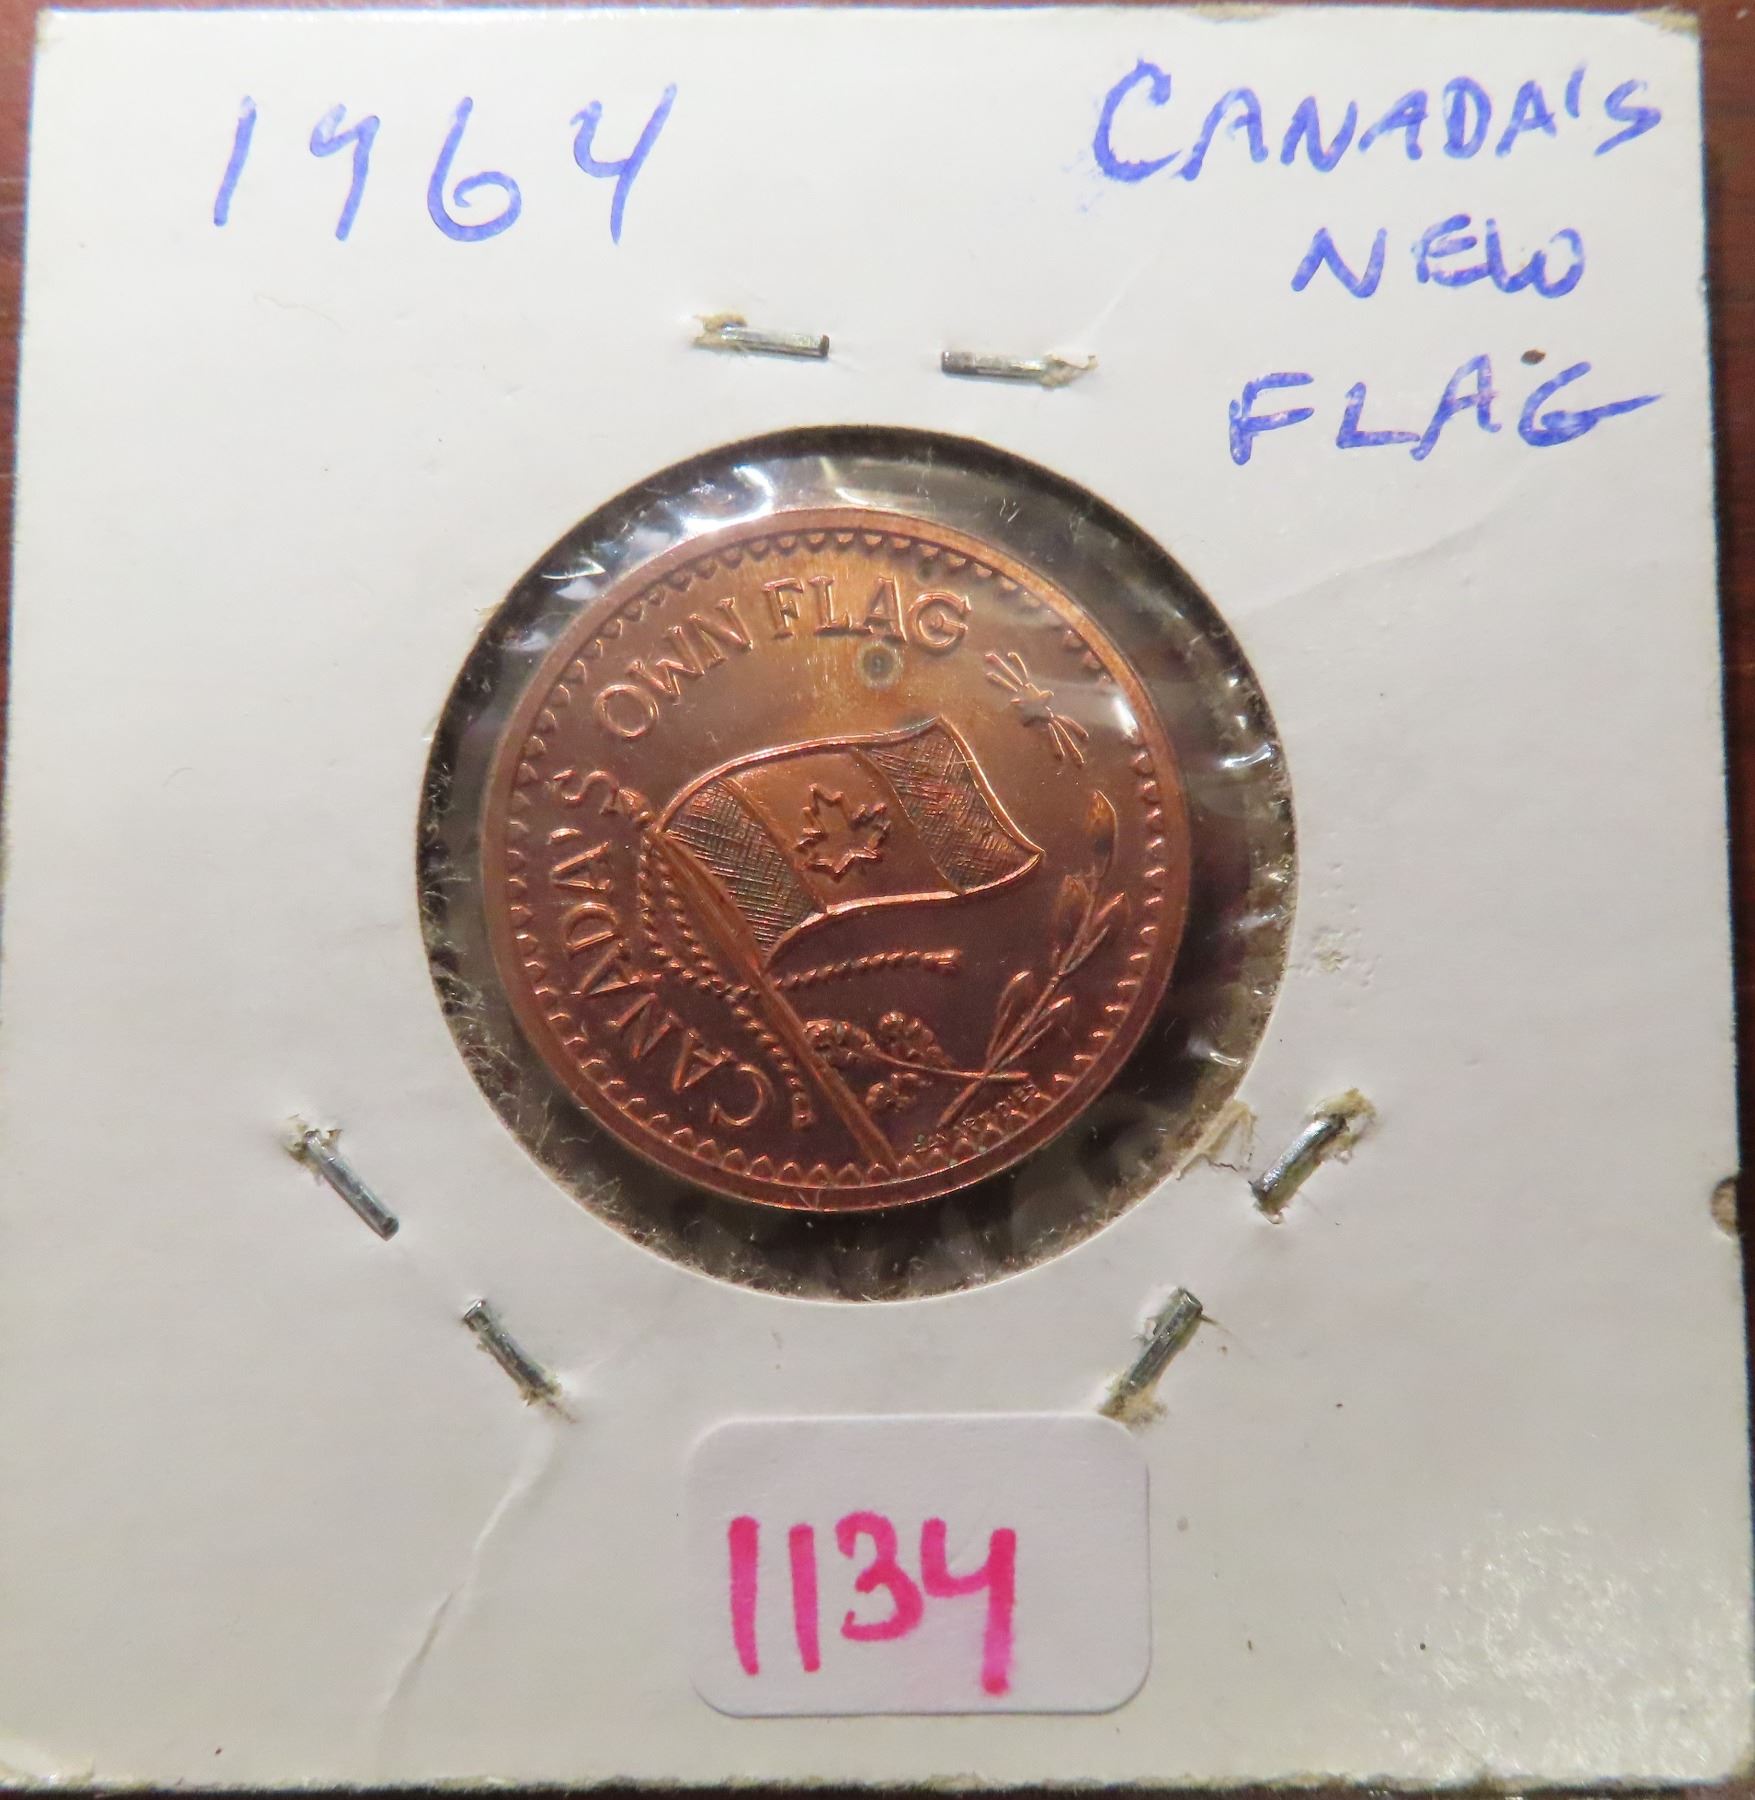 1964
CANADA'S
NEW
FLAG
CANADA'S OWN FLAG
1134